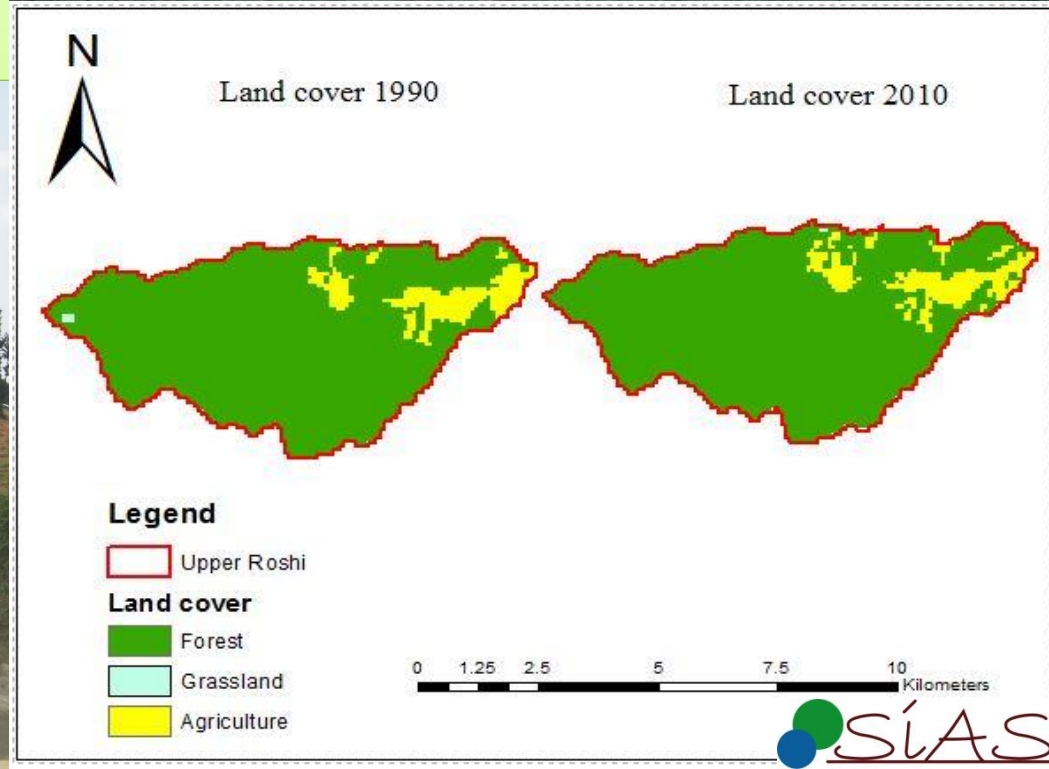 N
Land cover 1990
Land cover 2010
Legend
Upper Roshi
Land cover
Forest
Grassland
Agriculture
0 1.25 2.5 5 7.5 10
Kilometers
SíAS